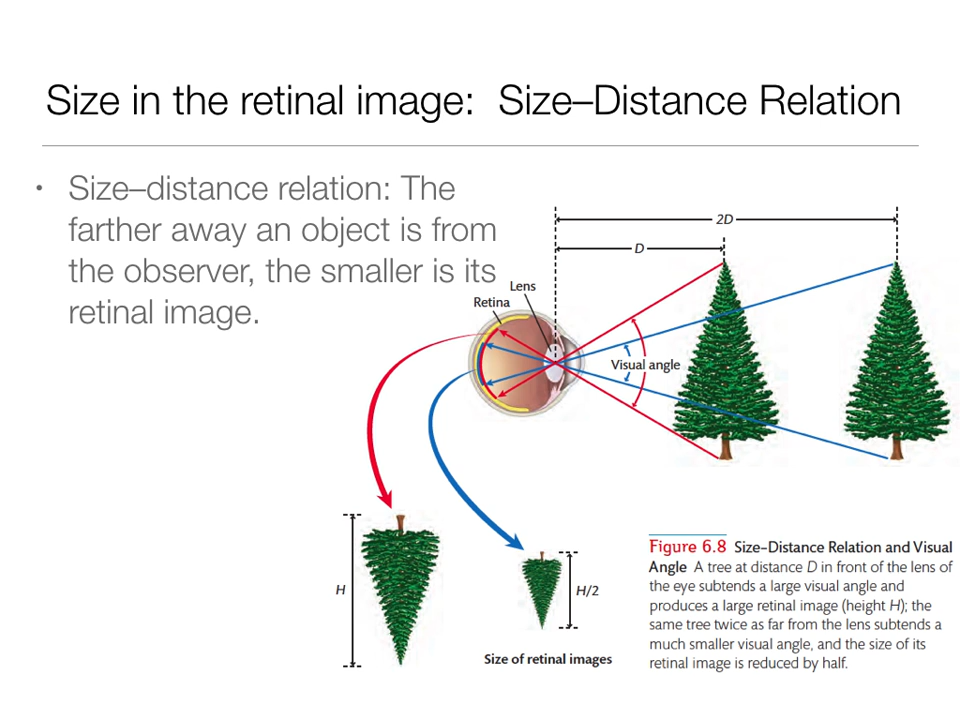 Size in the retinal image:  Size–Distance Relation
• Size–distance relation: The
farther away an object is from
the observer, the smaller is its
retinal image.
2D
D
Lens
Retina
Visual angle
H
H/2
Size of retinal images
Figure 6.8 Size–Distance Relation and Visual
Angle A tree at distance D in front of the lens of
the eye subtends a large visual angle and
produces a large retinal image (height H); the
same tree twice as far from the lens subtends a
much smaller visual angle, and the size of its
retinal image is reduced by half.